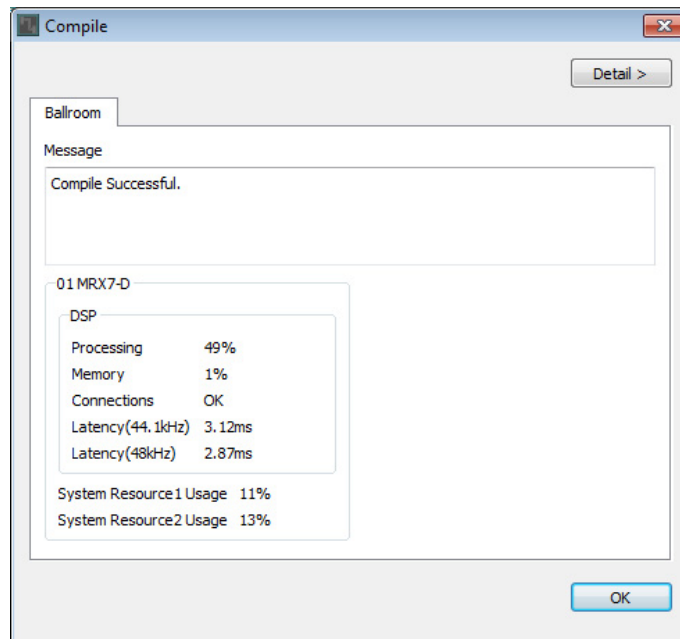 Compile
Detail >
Ballroom
Message
Compile Successful.
01 MRX7-D
DSP
Processing 49%
Memory 1%
Connections OK
Latency(44.1kHz) 3.12ms
Latency(48kHz) 2.87ms
System Resource1 Usage 11%
System Resource2 Usage 13%
OK